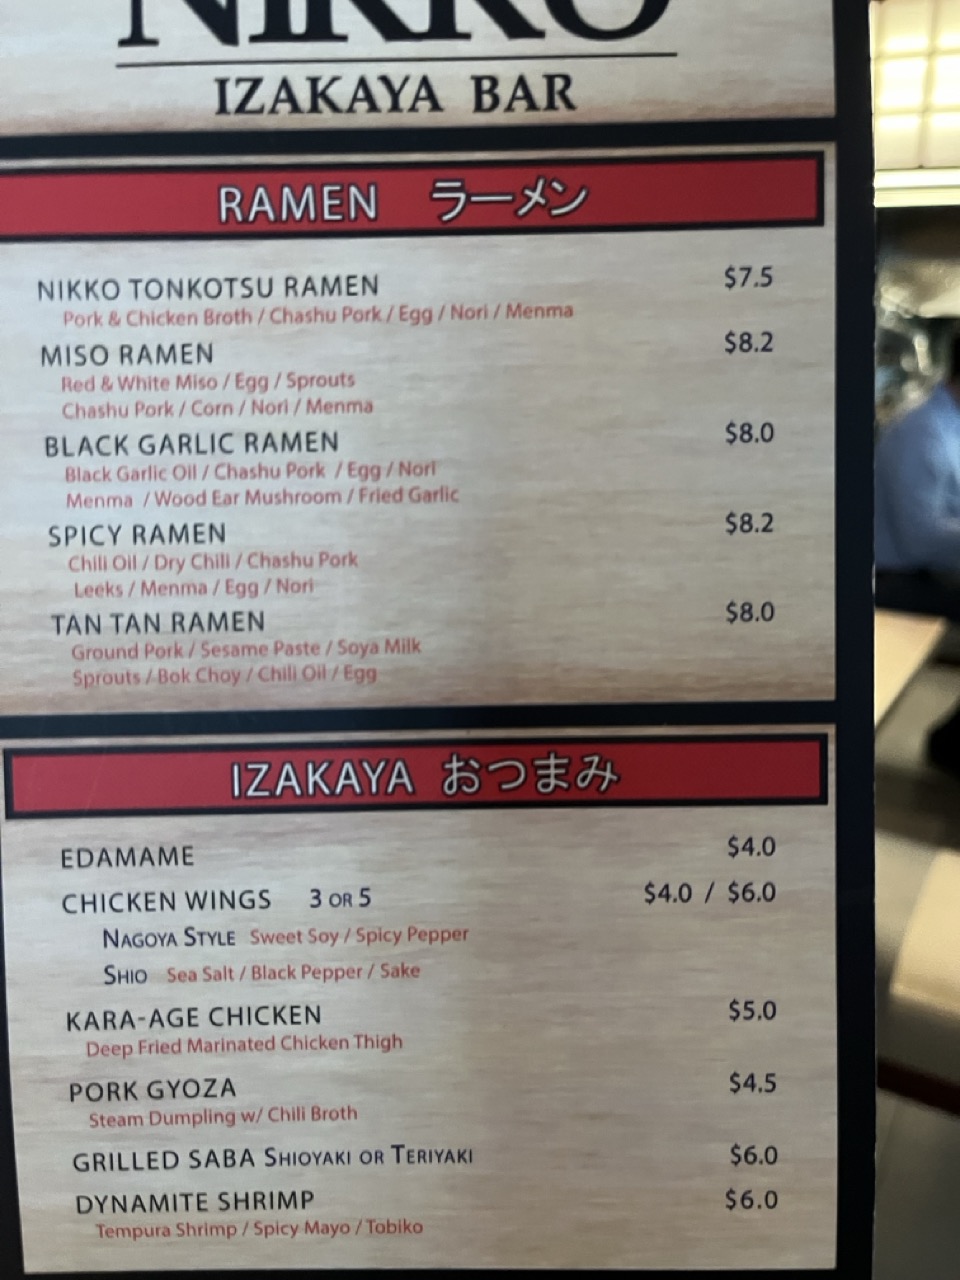 NIKKO
IZAKAYA BAR
RAMEN ラーメン
NIKKO TONKOTSU RAMEN $7.5
Pork & Chicken Broth / Chashu Pork / Egg / Nori / Menma
MISO RAMEN $8.2
Red & White Miso / Egg / Sprouts
Chashu Pork / Corn / Nori / Menma
BLACK GARLIC RAMEN $8.0
Black Garlic Oil / Chashu Pork / Egg / Nori
Menma / Wood Ear Mushroom / Fried Garlic
SPICY RAMEN $8.2
Chili Oil / Dry Chili / Chashu Pork
Leeks / Menma / Egg / Nori
TAN TAN RAMEN $8.0
Ground Pork / Sesame Paste / Soya Milk
Sprouts / Bok Choy / Chili Oil / Egg
IZAKAYA おつまみ
EDAMAME $4.0
CHICKEN WINGS 3 OR 5 $4.0 / $6.0
NAGOYA STYLE Sweet Soy / Spicy Pepper
SHIO Sea Salt / Black Pepper / Sake
KARA-AGE CHICKEN $5.0
Deep Fried Marinated Chicken Thigh
PORK GYOZA $4.5
Steam Dumpling w/ Chili Broth
GRILLED SABA SHIOYAKI OR TERIYAKI $6.0
DYNAMITE SHRIMP $6.0
Tempura Shrimp / Spicy Mayo / Tobiko